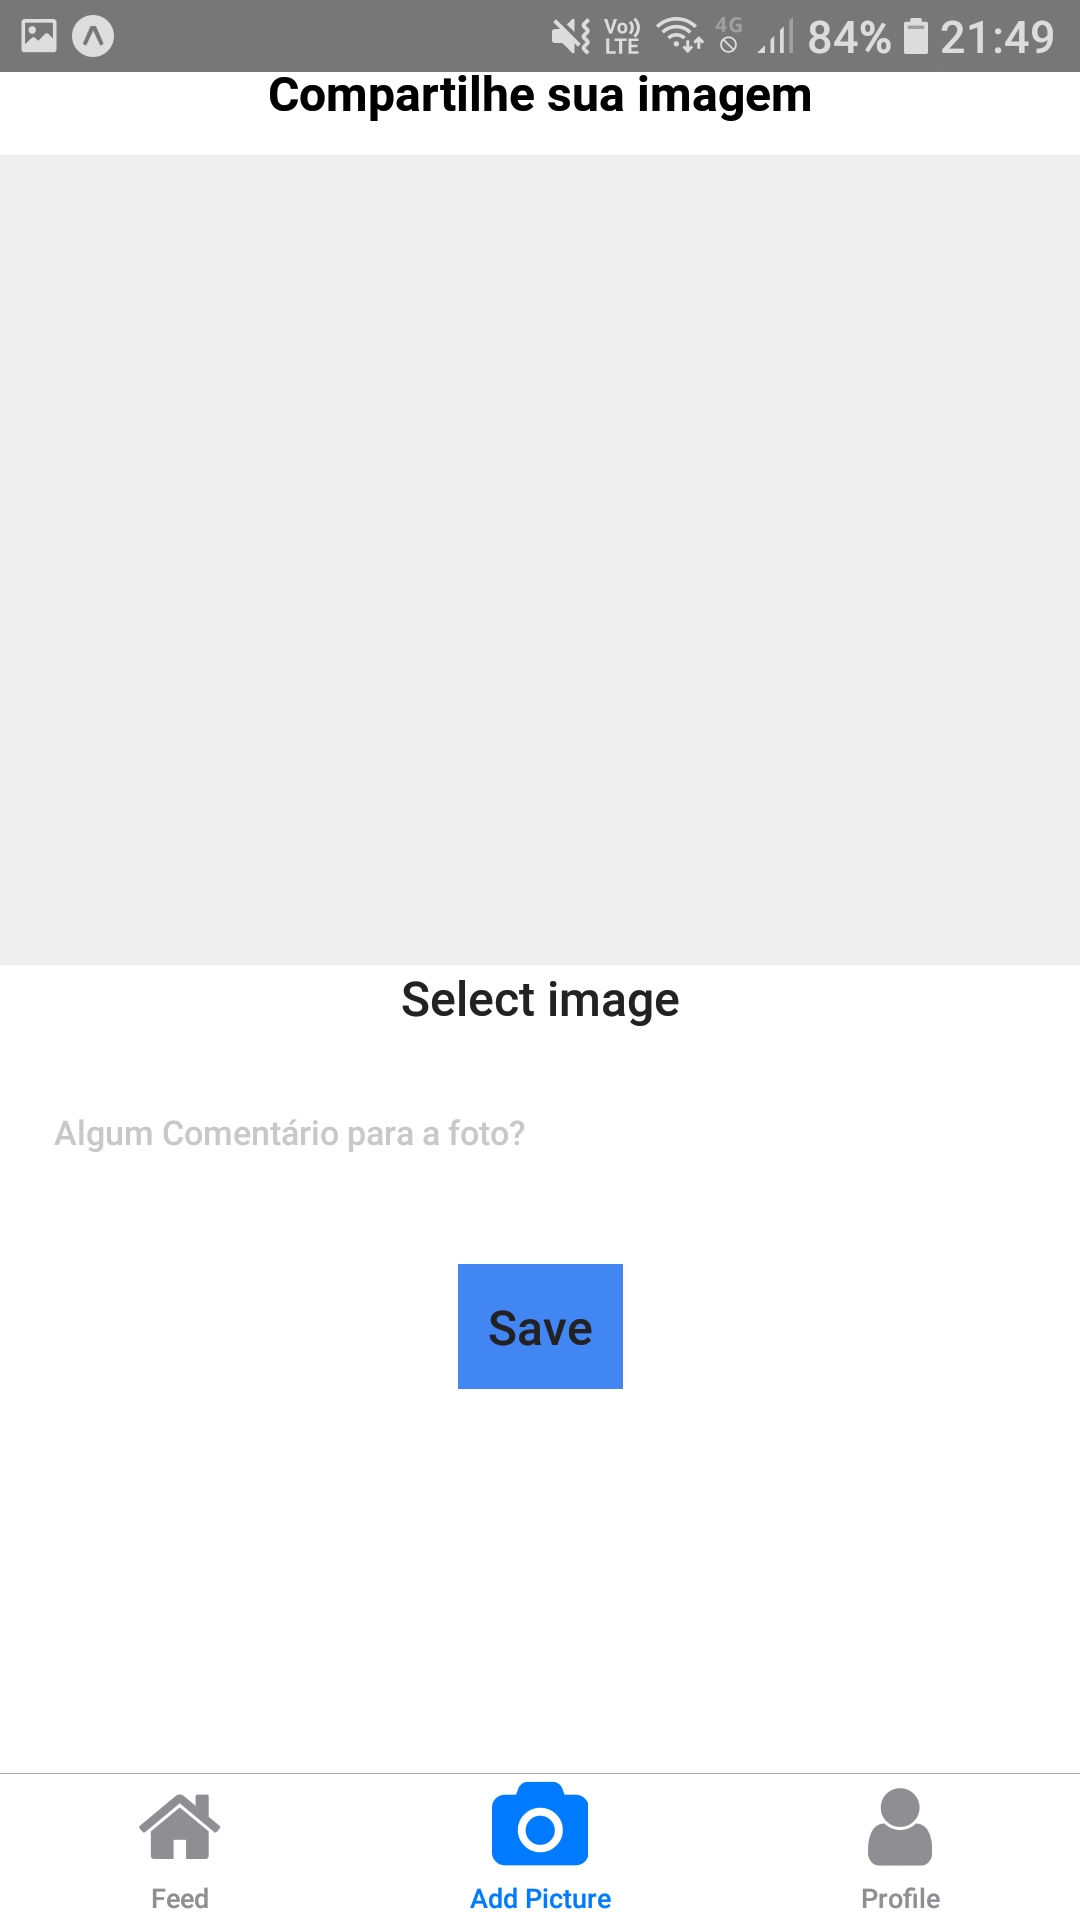 Vo)) LTE 4G 84% 21:49
Compartilhe sua imagem
Select image
Algum Comentário para a foto?
Save
Feed Add Picture Profile